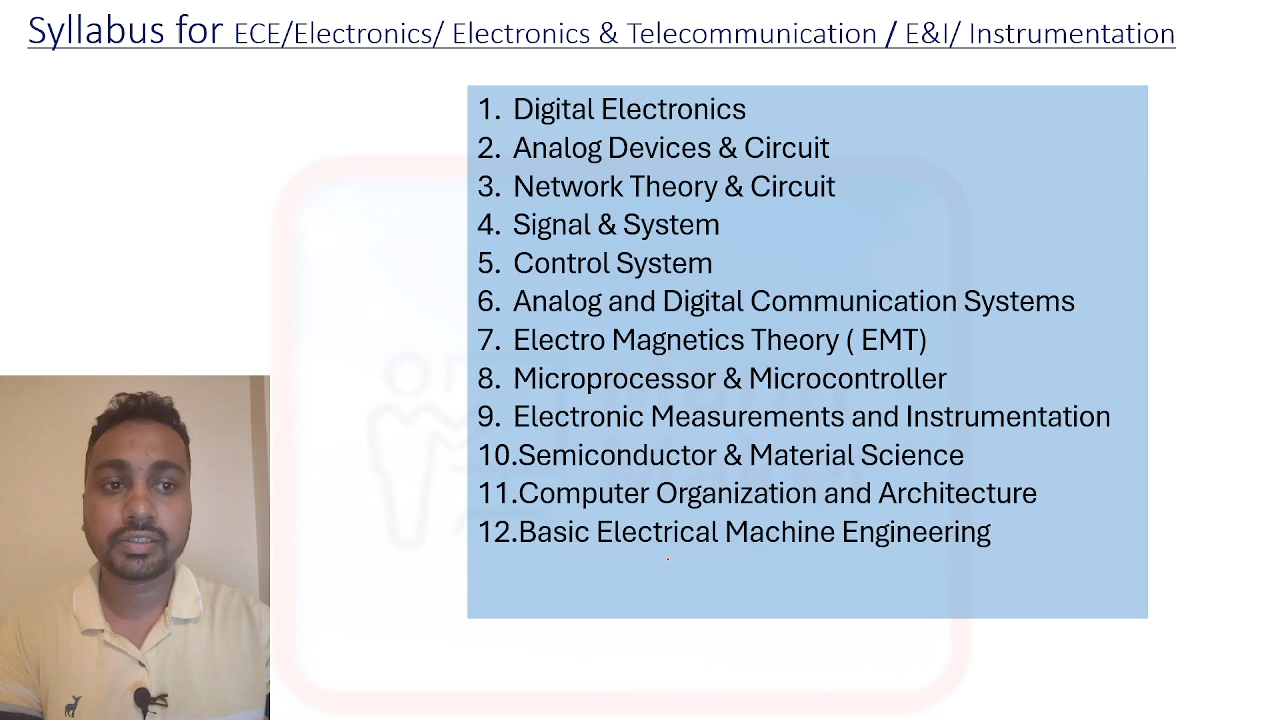 Syllabus for ECE/Electronics/ Electronics & Telecommunication / E&I/ Instrumentation
1. Digital Electronics
2. Analog Devices & Circuit
3. Network Theory & Circuit
4. Signal & System
5. Control System
6. Analog and Digital Communication Systems
7. Electro Magnetics Theory ( EMT)
8. Microprocessor & Microcontroller
9. Electronic Measurements and Instrumentation
10.Semiconductor & Material Science
11.Computer Organization and Architecture
12.Basic Electrical Machine Engineering